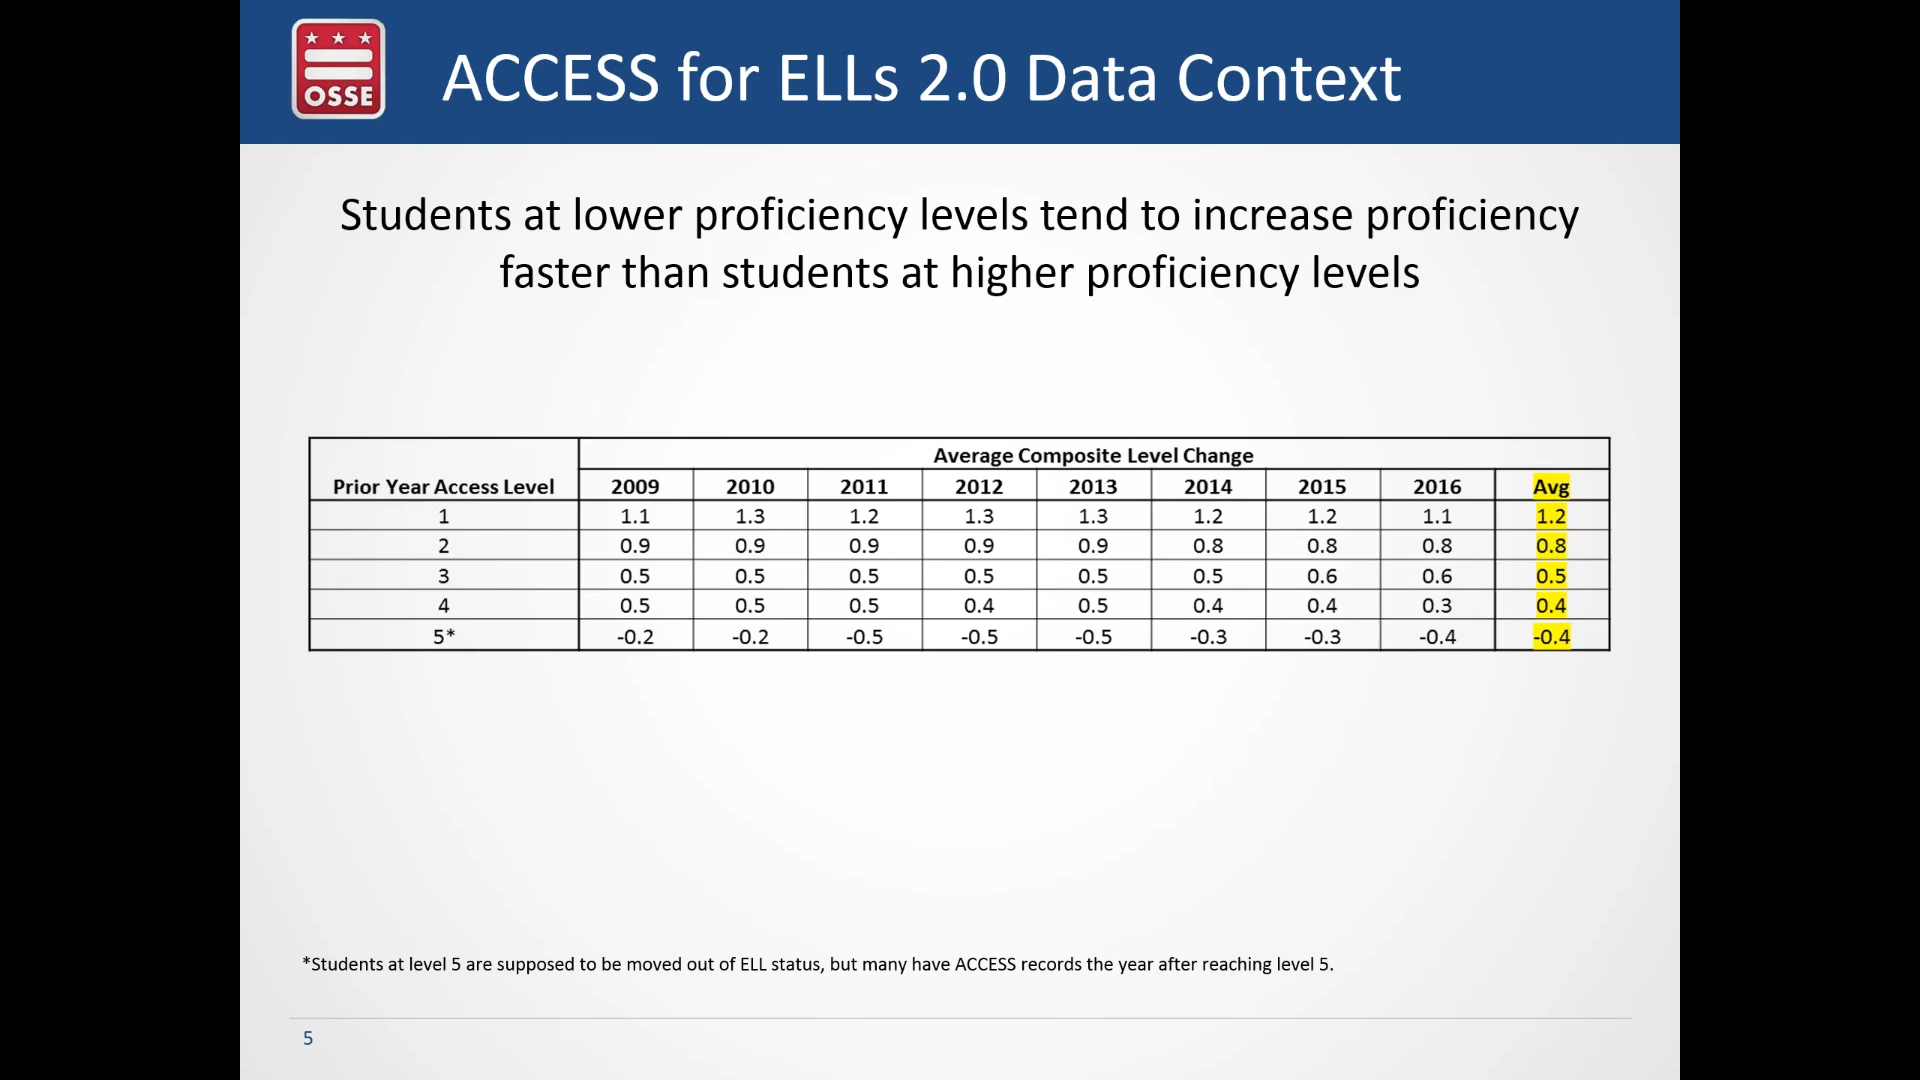 OSSE
ACCESS for ELLs 2.0 Data Context
Students at lower proficiency levels tend to increase proficiency
faster than students at higher proficiency levels
Average Composite Level Change
Prior Year Access Level 2009 2010 2011 2012 2013 2014 2015 2016 Avg
1 1.1 1.3 1.2 1.3 1.3 1.2 1.2 1.1 1.2
2 0.9 0.9 0.9 0.9 0.9 0.8 0.8 0.8 0.8
3 0.5 0.5 0.5 0.5 0.5 0.5 0.6 0.6 0.5
4 0.5 0.5 0.5 0.4 0.5 0.4 0.4 0.3 0.4
5* -0.2 -0.2 -0.5 -0.5 -0.5 -0.3 -0.3 -0.4 -0.4
*Students at level 5 are supposed to be moved out of ELL status, but many have ACCESS records the year after reaching level 5.
5